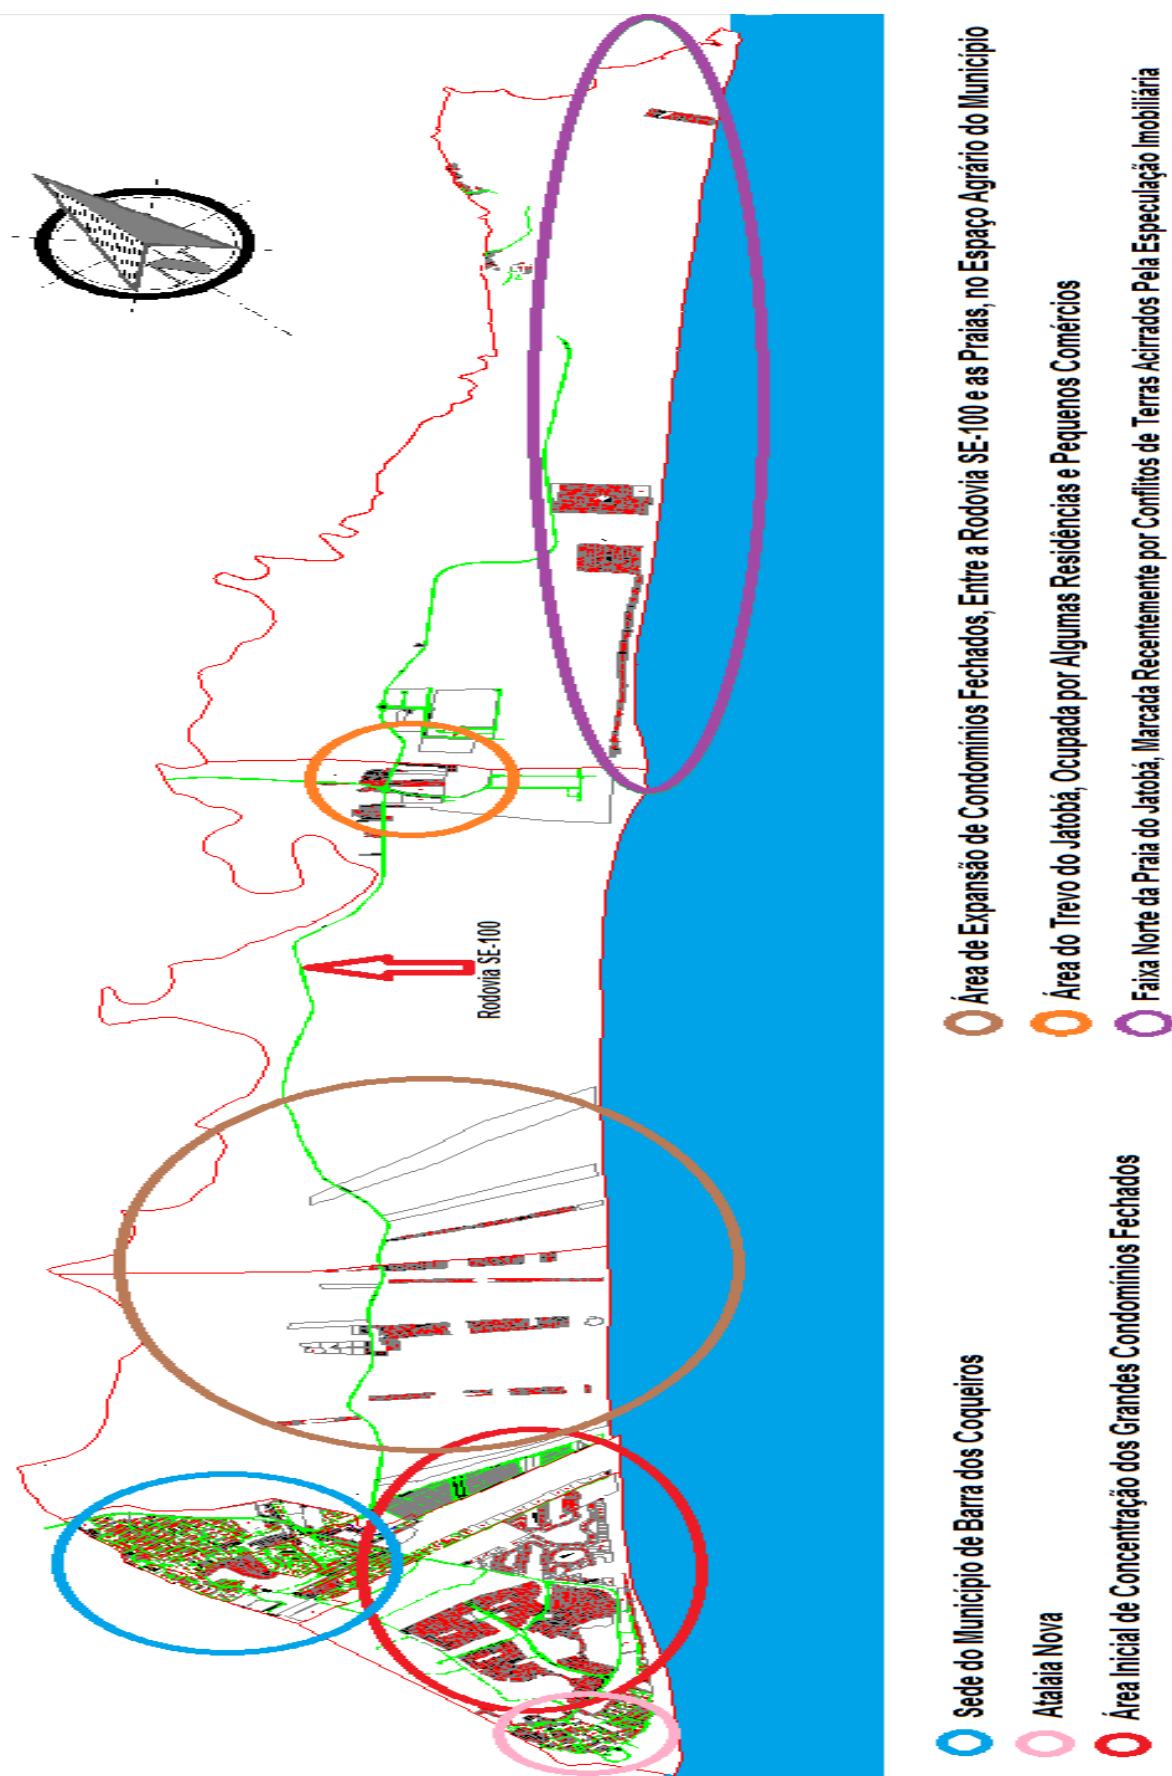 Rodovia SE-100
Sede do Município de Barra dos Coqueiros
Atalaia Nova
Área Inicial de Concentração dos Grandes Condomínios Fechados
Área de Expansão de Condomínios Fechados, Entre a Rodovia SE-100 e as Praias, no Espaço Agrário do Município
Área do Trevo do Jatobá, Ocupada por Algumas Residências e Pequenos Comércios
Faixa Norte da Praia do Jatobá, Marcada Recentemente por Conflitos de Terras Acirrados Pela Especulação Imobiliária